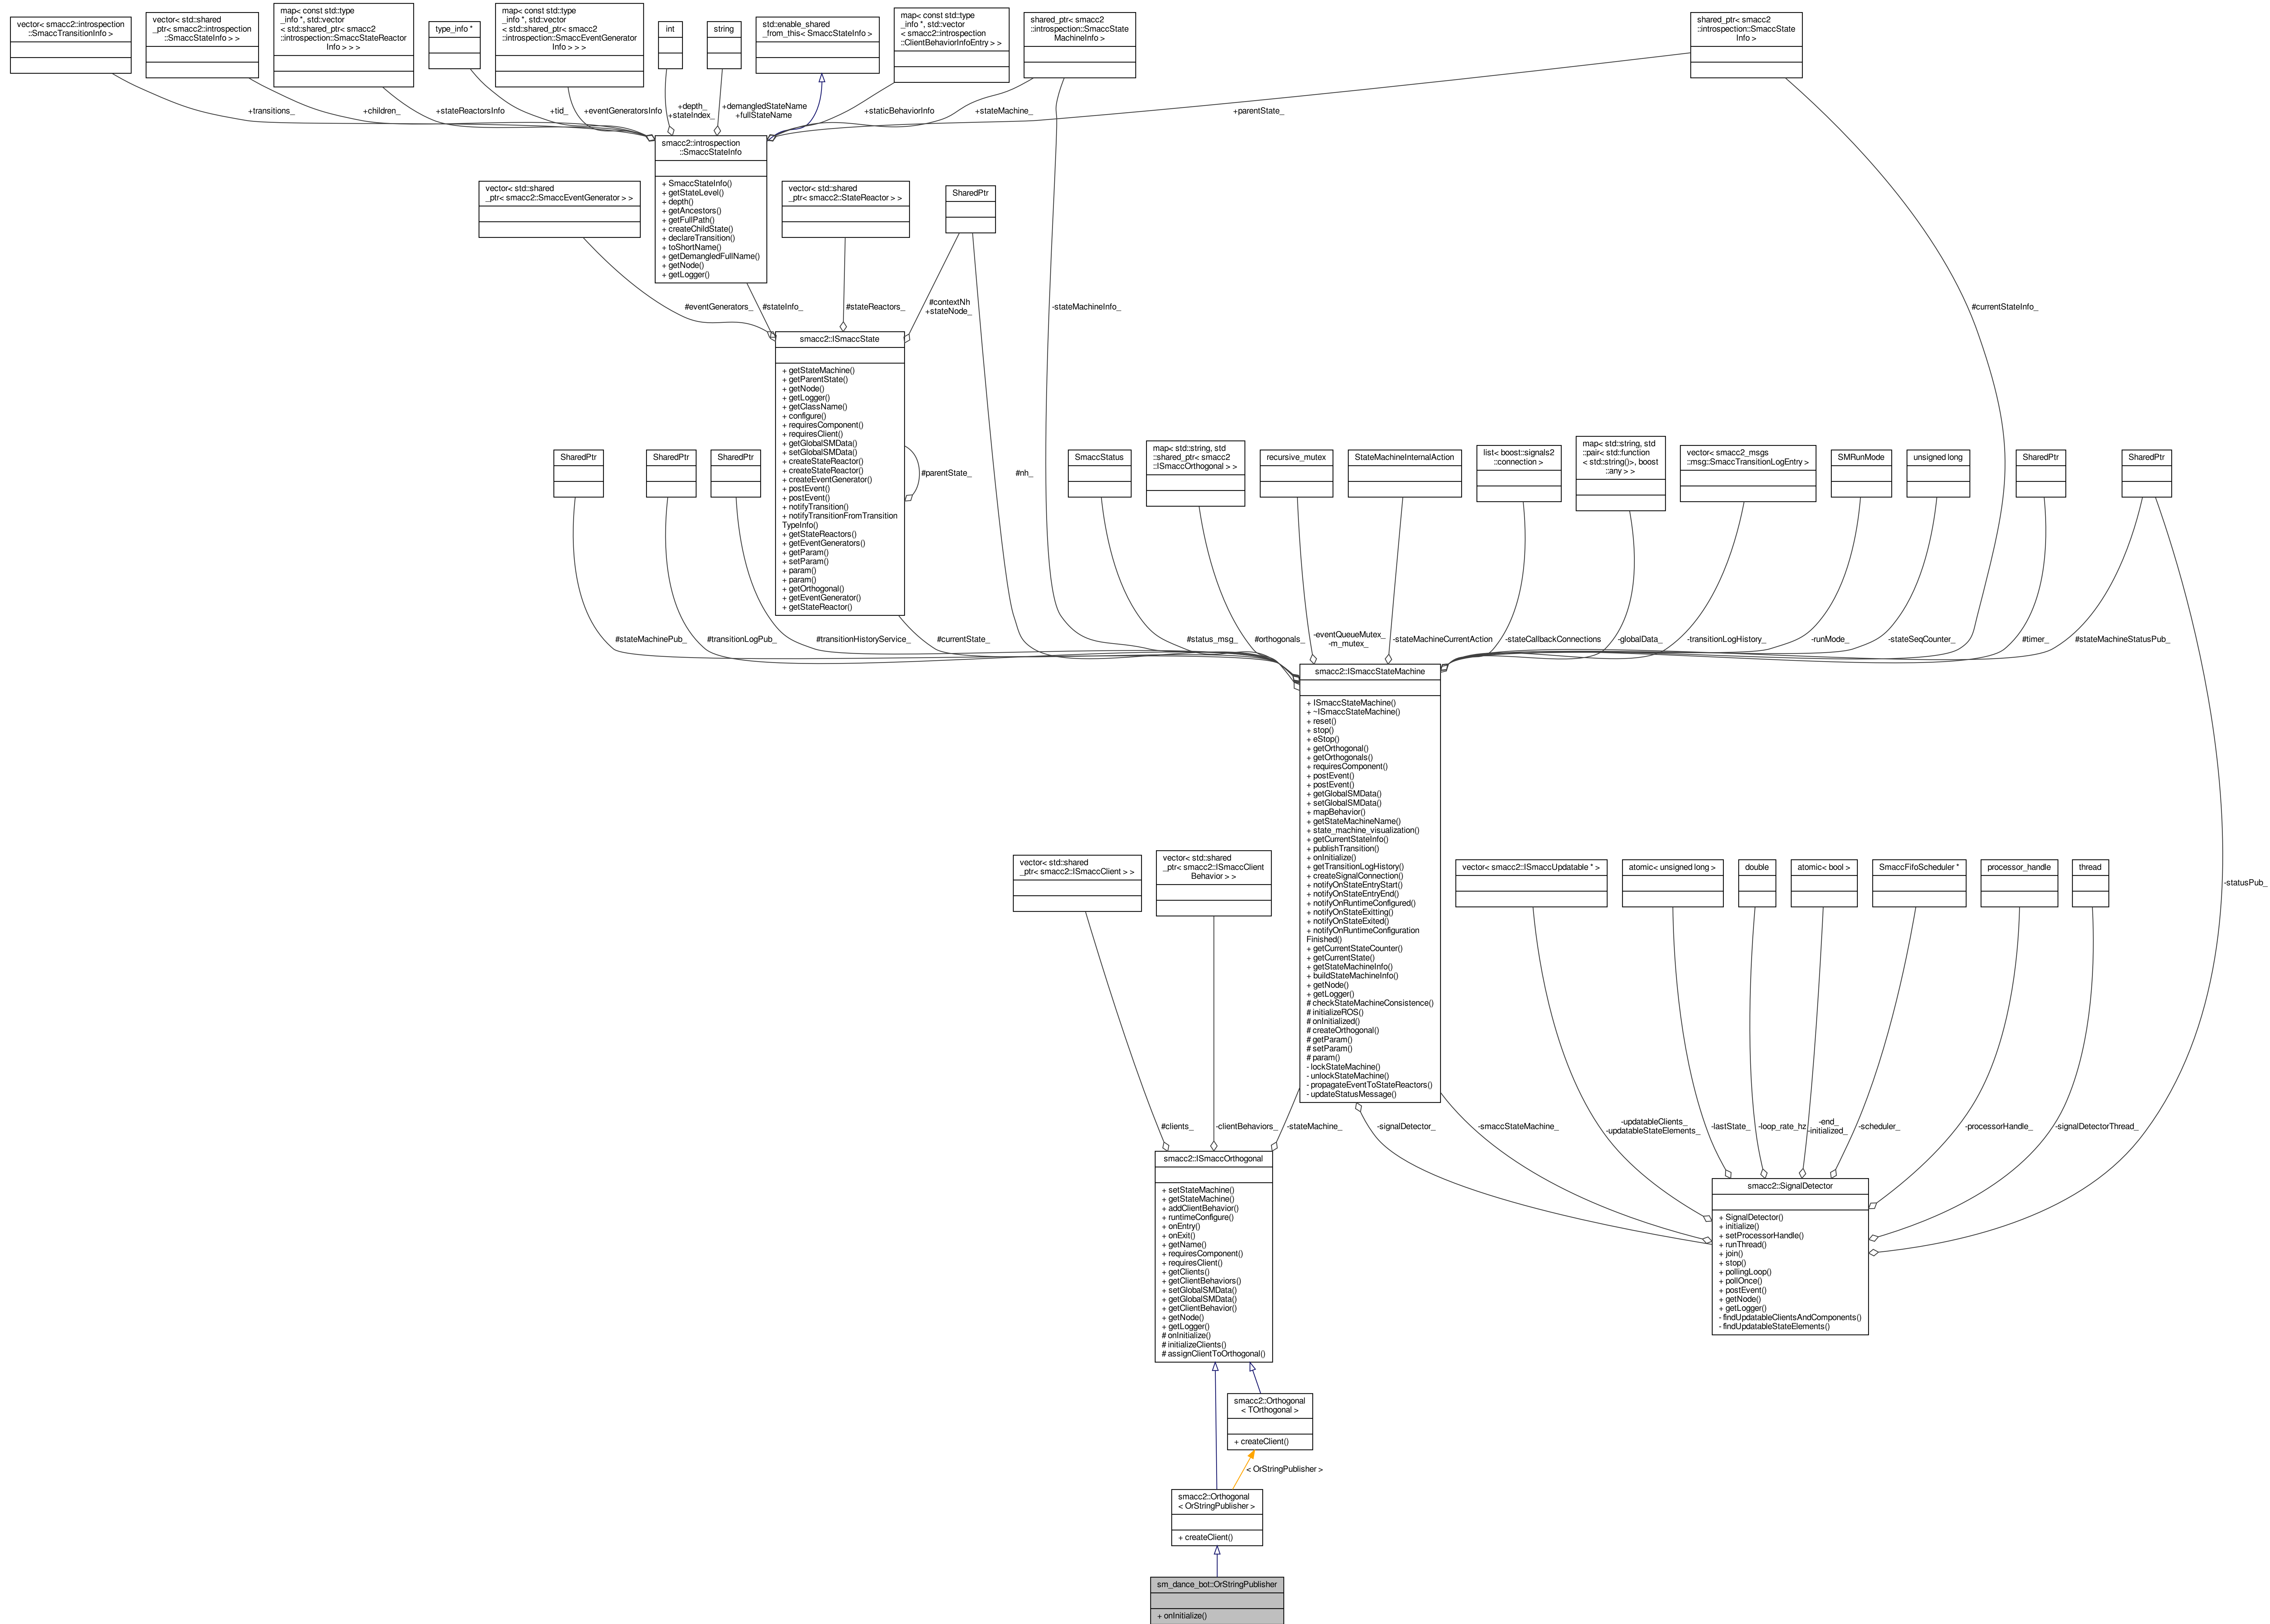 vector< smacc2::introspection
::SmaccTransitionInfo >
vector< std::shared
_ptr< smacc2::introspection
::SmaccStateInfo > >
map< const std::type
_info *, std::vector
< std::shared_ptr< smacc2
::introspection::SmaccStateReactor
Info > > >
type_info *
map< const std::type
_info *, std::vector
< std::shared_ptr< smacc2
::introspection::SmaccEventGenerator
Info > > >
int
string
std::enable_shared
_from_this< SmaccStateInfo >
map< const std::type
_info *, std::vector
< smacc2::introspection
::ClientBehaviorInfoEntry > >
shared_ptr< smacc2
::introspection::SmaccState
MachineInfo >
shared_ptr< smacc2
::introspection::SmaccState
Info >
+transitions_
+children_
+stateReactorsInfo
+tid_
+eventGeneratorsInfo
+depth_
+stateIndex_
+demangledStateName
+fullStateName
+staticBehaviorInfo
+stateMachine_
+parentState_
smacc2::introspection
::SmaccStateInfo
+ SmaccStateInfo()
+ getStateLevel()
+ depth()
+ getAncestors()
+ getFullPath()
+ createChildState()
+ declareTransition()
+ toShortName()
+ getDemangledFullName()
+ getNode()
+ getLogger()
vector< std::shared
_ptr< smacc2::SmaccEventGenerator > >
vector< std::shared
_ptr< smacc2::StateReactor > >
SharedPtr
#eventGenerators_
#stateInfo_
#stateReactors_
#contextNh
+stateNode_
-stateMachineInfo_
#currentStateInfo_
smacc2::ISmaccState
+ getStateMachine()
+ getParentState()
+ getNode()
+ getLogger()
+ getClassName()
+ configure()
+ requiresComponent()
+ requiresClient()
+ getGlobalSMData()
+ setGlobalSMData()
+ createStateReactor()
+ createStateReactor()
+ createEventGenerator()
+ postEvent()
+ postEvent()
+ notifyTransition()
+ notifyTransitionFromTransition
TypeInfo()
+ getStateReactors()
+ getEventGenerators()
+ getParam()
+ setParam()
+ param()
+ param()
+ getOrthogonal()
+ getEventGenerator()
+ getStateReactor()
#parentState_
#nh_
SharedPtr
SharedPtr
SharedPtr
SmaccStatus
map< std::string, std
::shared_ptr< smacc2
::ISmaccOrthogonal > >
recursive_mutex
StateMachineInternalAction
list< boost::signals2
::connection >
map< std::string, std
::pair< std::function
< std::string()>, boost
::any > >
vector< smacc2_msgs
::msg::SmaccTransitionLogEntry >
SMRunMode
unsigned long
SharedPtr
SharedPtr
#stateMachinePub_
#transitionLogPub_
#transitionHistoryService_
#currentState_
#status_msg_
#orthogonals_
-eventQueueMutex_
-m_mutex_
-stateMachineCurrentAction
-stateCallbackConnections
-globalData_
-transitionLogHistory_
-runMode_
-stateSeqCounter_
#timer_
#stateMachineStatusPub_
smacc2::ISmaccStateMachine
+ ISmaccStateMachine()
+ ~ISmaccStateMachine()
+ reset()
+ stop()
+ eStop()
+ getOrthogonal()
+ getOrthogonals()
+ requiresComponent()
+ postEvent()
+ postEvent()
+ getGlobalSMData()
+ setGlobalSMData()
+ mapBehavior()
+ getStateMachineName()
+ state_machine_visualization()
+ getCurrentStateInfo()
+ publishTransition()
+ onInitialize()
+ getTransitionLogHistory()
+ createSignalConnection()
+ notifyOnStateEntryStart()
+ notifyOnStateEntryEnd()
+ notifyOnRuntimeConfigured()
+ notifyOnStateExitting()
+ notifyOnStateExited()
+ notifyOnRuntimeConfiguration
Finished()
+ getCurrentStateCounter()
+ getCurrentState()
+ getStateMachineInfo()
+ buildStateMachineInfo()
+ getNode()
+ getLogger()
# checkStateMachineConsistence()
# initializeROS()
# onInitialized()
# createOrthogonal()
# getParam()
# setParam()
# param()
- lockStateMachine()
- unlockStateMachine()
- propagateEventToStateReactors()
- updateStatusMessage()
vector< std::shared
_ptr< smacc2::ISmaccClient > >
vector< std::shared
_ptr< smacc2::ISmaccClient
Behavior > >
vector< smacc2::ISmaccUpdatable * >
atomic< unsigned long >
double
atomic< bool >
SmaccFifoScheduler *
processor_handle
thread
-statusPub_
#clients_
-clientBehaviors_
-stateMachine_
-signalDetector_
-smaccStateMachine_
-updatableClients_
-updatableStateElements_
-lastState_
-loop_rate_hz
-end_
-initialized_
-scheduler_
-processorHandle_
-signalDetectorThread_
smacc2::ISmaccOrthogonal
+ setStateMachine()
+ getStateMachine()
+ addClientBehavior()
+ runtimeConfigure()
+ onEntry()
+ onExit()
+ getName()
+ requiresComponent()
+ requiresClient()
+ getClients()
+ getClientBehaviors()
+ setGlobalSMData()
+ getGlobalSMData()
+ getClientBehavior()
+ getNode()
+ getLogger()
# onInitialize()
# initializeClients()
# assignClientToOrthogonal()
smacc2::SignalDetector
+ SignalDetector()
+ initialize()
+ setProcessorHandle()
+ runThread()
+ join()
+ stop()
+ pollingLoop()
+ pollOnce()
+ postEvent()
+ getNode()
+ getLogger()
- findUpdatableClientsAndComponents()
- findUpdatableStateElements()
smacc2::Orthogonal
< TOrthogonal >
+ createClient()
< OrStringPublisher >
smacc2::Orthogonal
< OrStringPublisher >
+ createClient()
sm_dance_bot::OrStringPublisher
+ onInitialize()